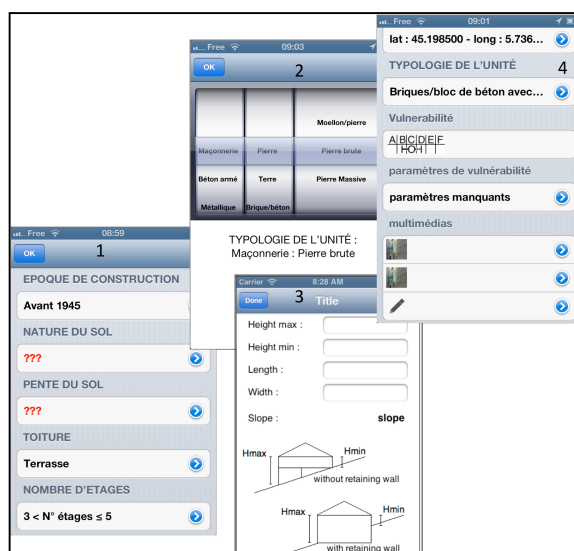 Free 08:59
1
OK
EPOQUE DE CONSTRUCTION
Avant 1945
NATURE DU SOL
???
PENTE DU SOL
???
TOITURE
Terrasse
NOMBRE D'ETAGES
3 < N° étages ≤ 5
Free 09:03
OK
2
Moellon/pierre
Maçonnerie Pierre Pierre brute
Béton armé Terre Pierre Massive
Métallique Brique/béton
TYPOLOGIE DE L'UNITÉ :
Maçonnerie : Pierre brute
Carrier 8:28 AM
Done 3 Title
Height max :
Height min :
Length :
Width :
Slope : slope
Hmax Hmin
without retaining wall
Hmax Hmin
with retaining wall
Free 09:01
lat : 45.198500 - long : 5.736...
TYPOLOGIE DE L'UNITÉ
4
Briques/bloc de béton avec...
Vulnerabilité
A|B|C|D|E|F
HOH
paramètres de vulnérabilité
paramètres manquants
multimédias